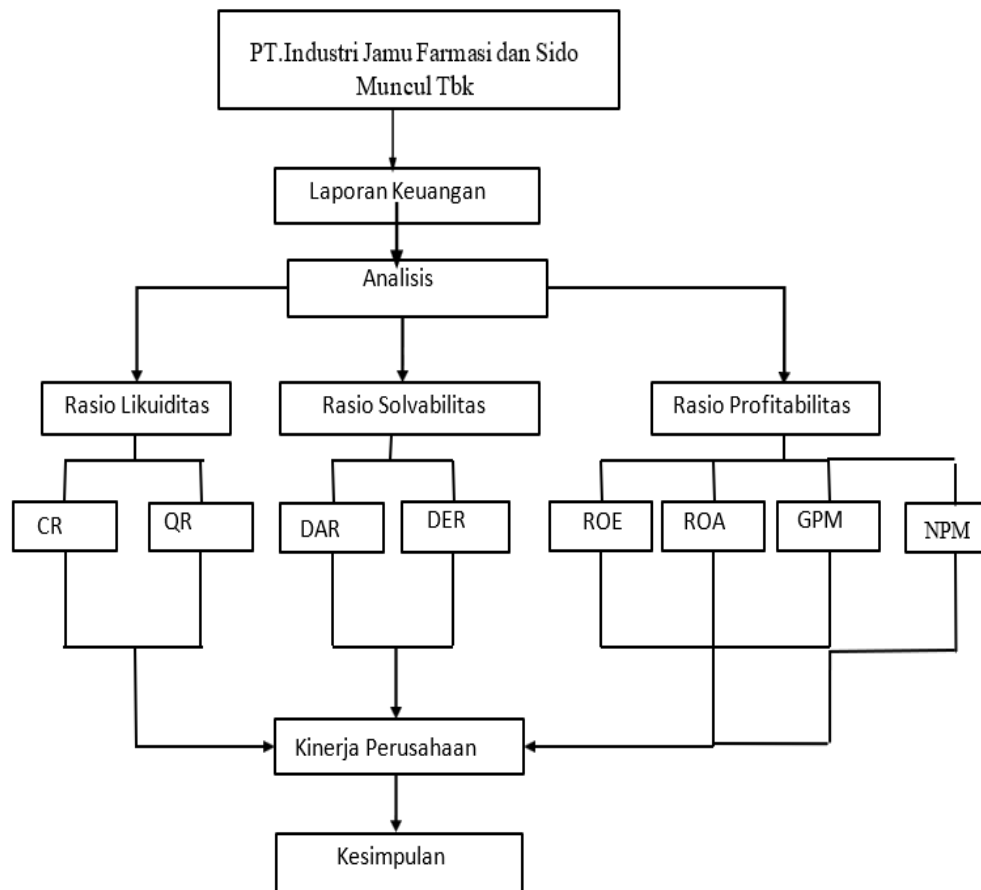 PT.Industri Jamu Farmasi dan Sido
Muncul Tbk
Laporan Keuangan
Analisis
Rasio Likuiditas
Rasio Solvabilitas
Rasio Profitabilitas
CR
QR
DAR
DER
ROE
ROA
GPM
NPM
Kinerja Perusahaan
Kesimpulan